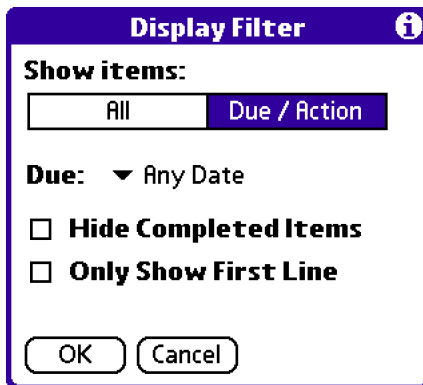 Display Filter i
Show items:
All Due / Action
Due: Any Date
Hide Completed Items
Only Show First Line
OK Cancel